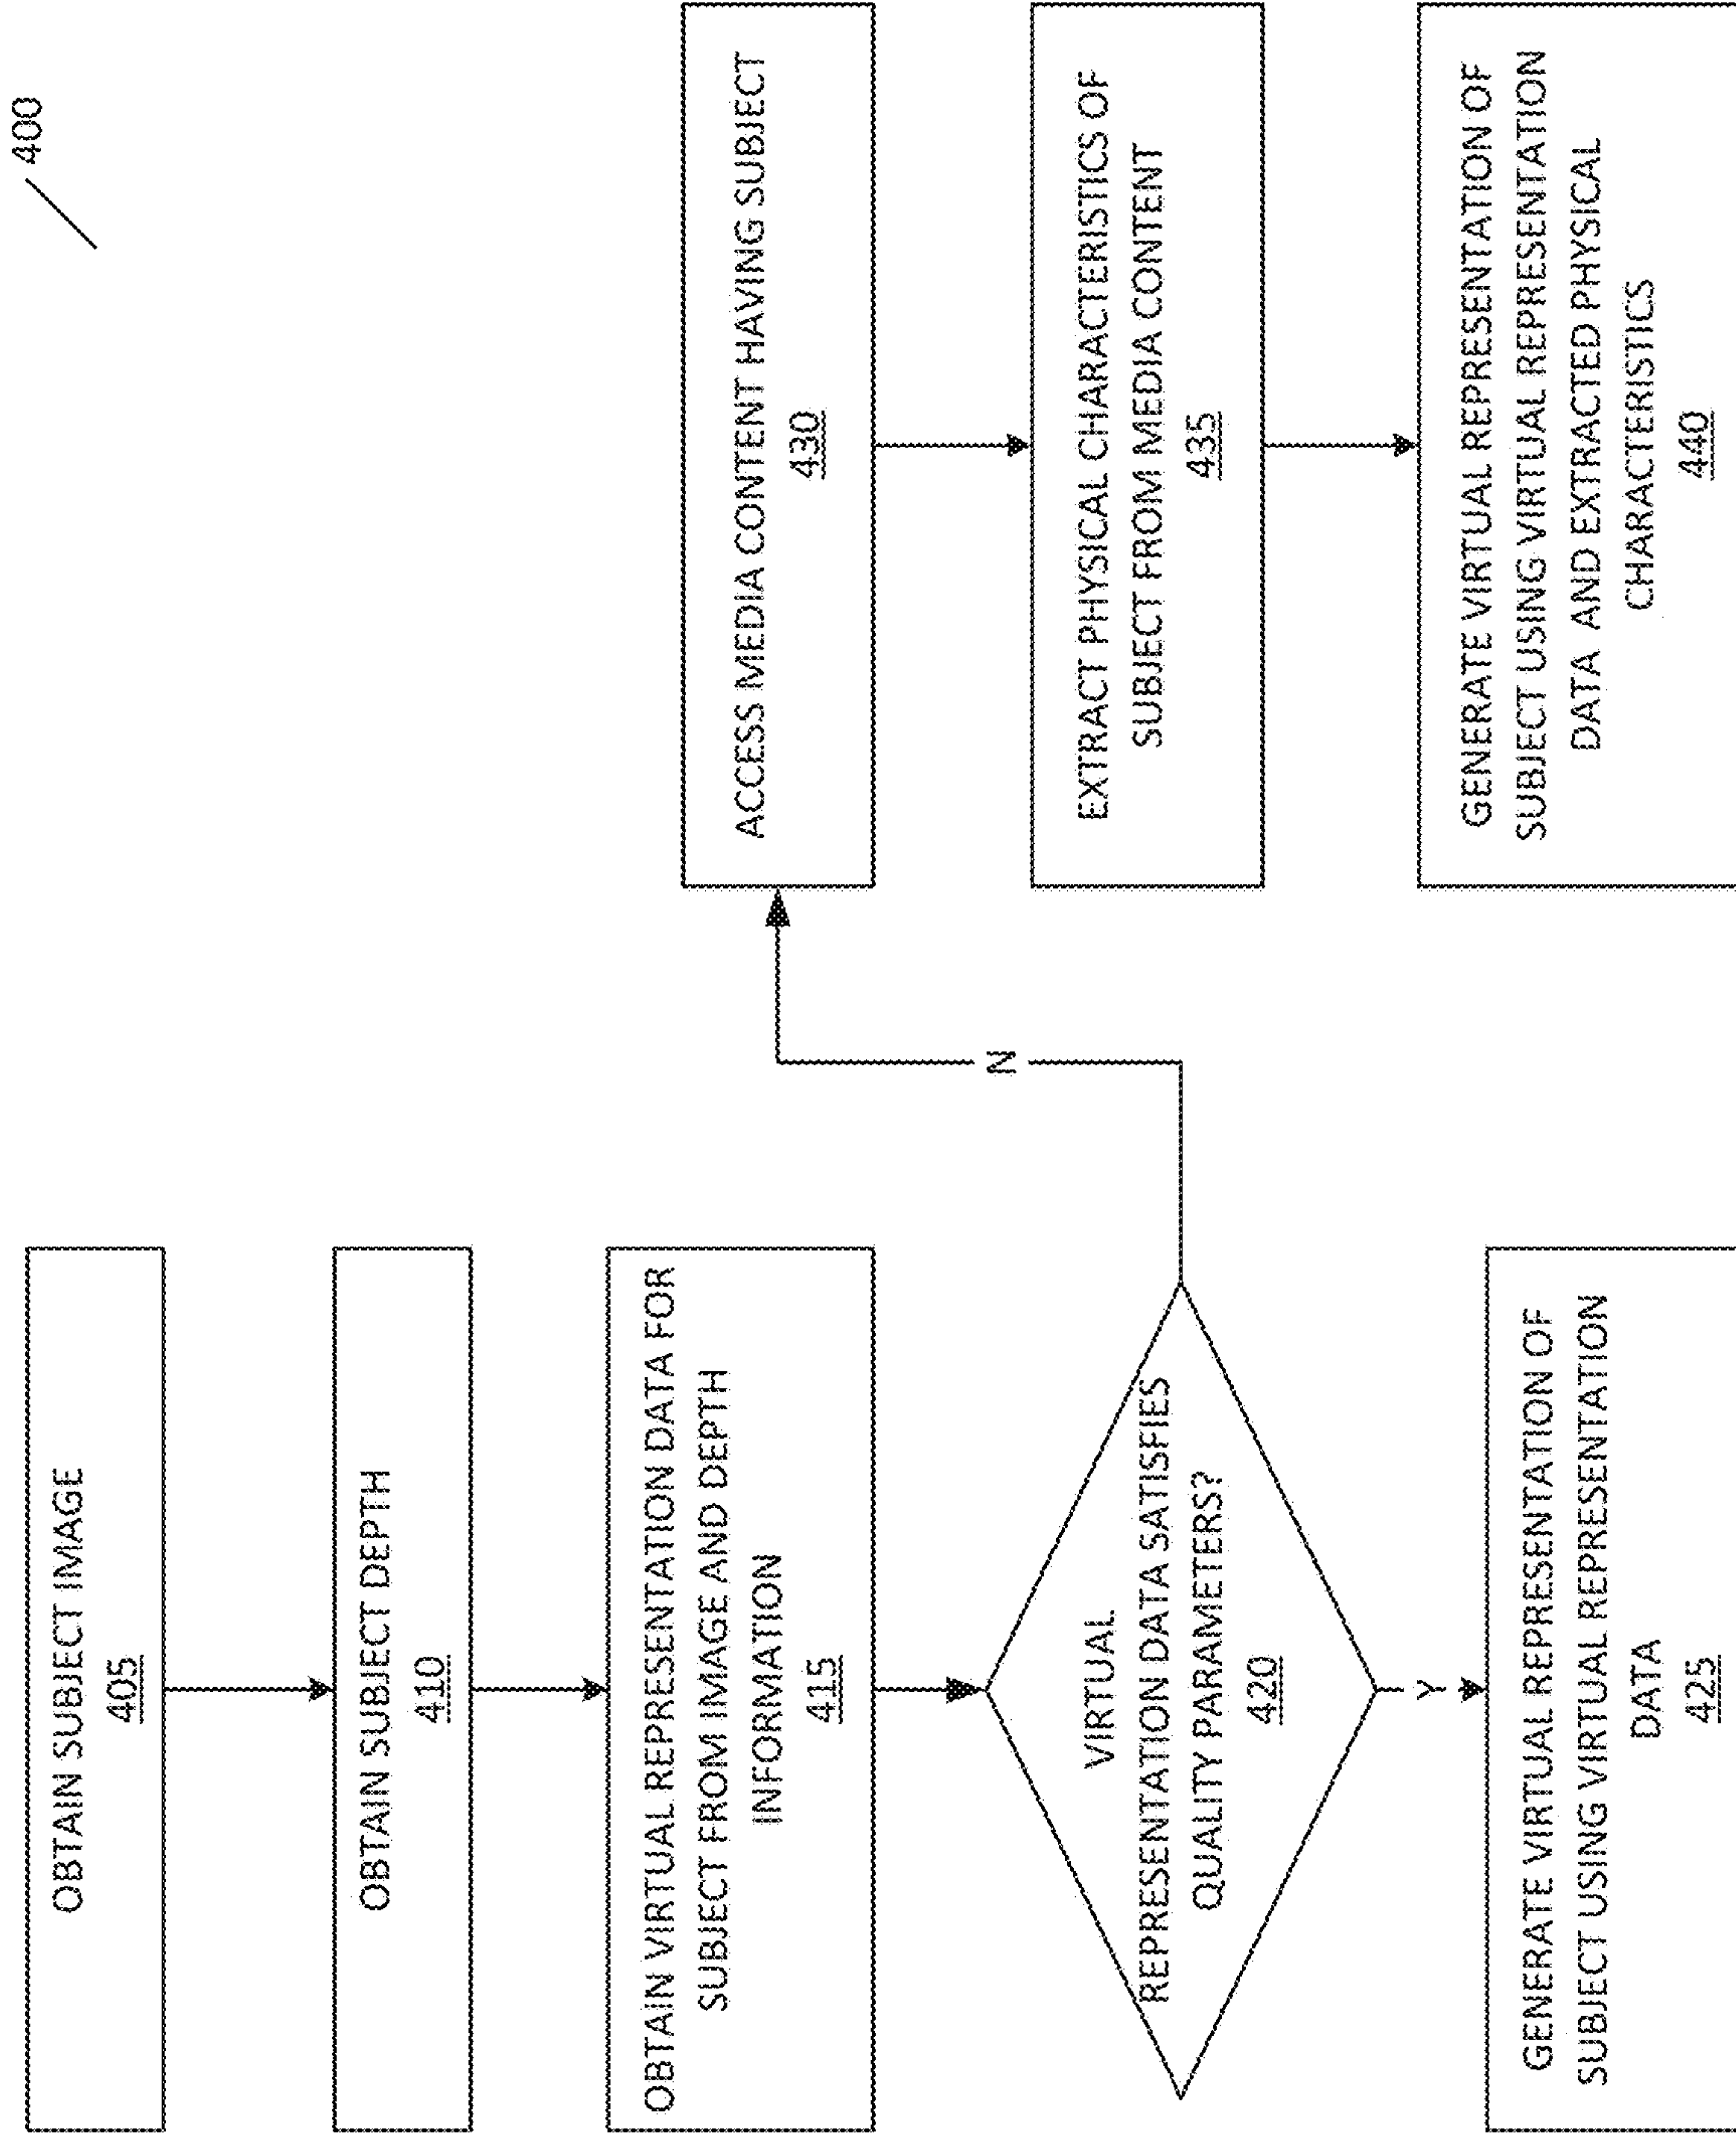 400
OBTAIN SUBJECT IMAGE
405
OBTAIN SUBJECT DEPTH
410
OBTAIN VIRTUAL REPRESENTATION DATA FOR
SUBJECT FROM IMAGE AND DEPTH
INFORMATION
415
VIRTUAL
REPRESENTATION DATA SATISFIES
QUALITY PARAMETERS?
420
Y
GENERATE VIRTUAL REPRESENTATION OF
SUBJECT USING VIRTUAL REPRESENTATION
DATA
425
N
ACCESS MEDIA CONTENT HAVING SUBJECT
430
EXTRACT PHYSICAL CHARACTERISTICS OF
SUBJECT FROM MEDIA CONTENT
435
GENERATE VIRTUAL REPRESENTATION OF
SUBJECT USING VIRTUAL REPRESENTATION
DATA AND EXTRACTED PHYSICAL
CHARACTERISTICS
440